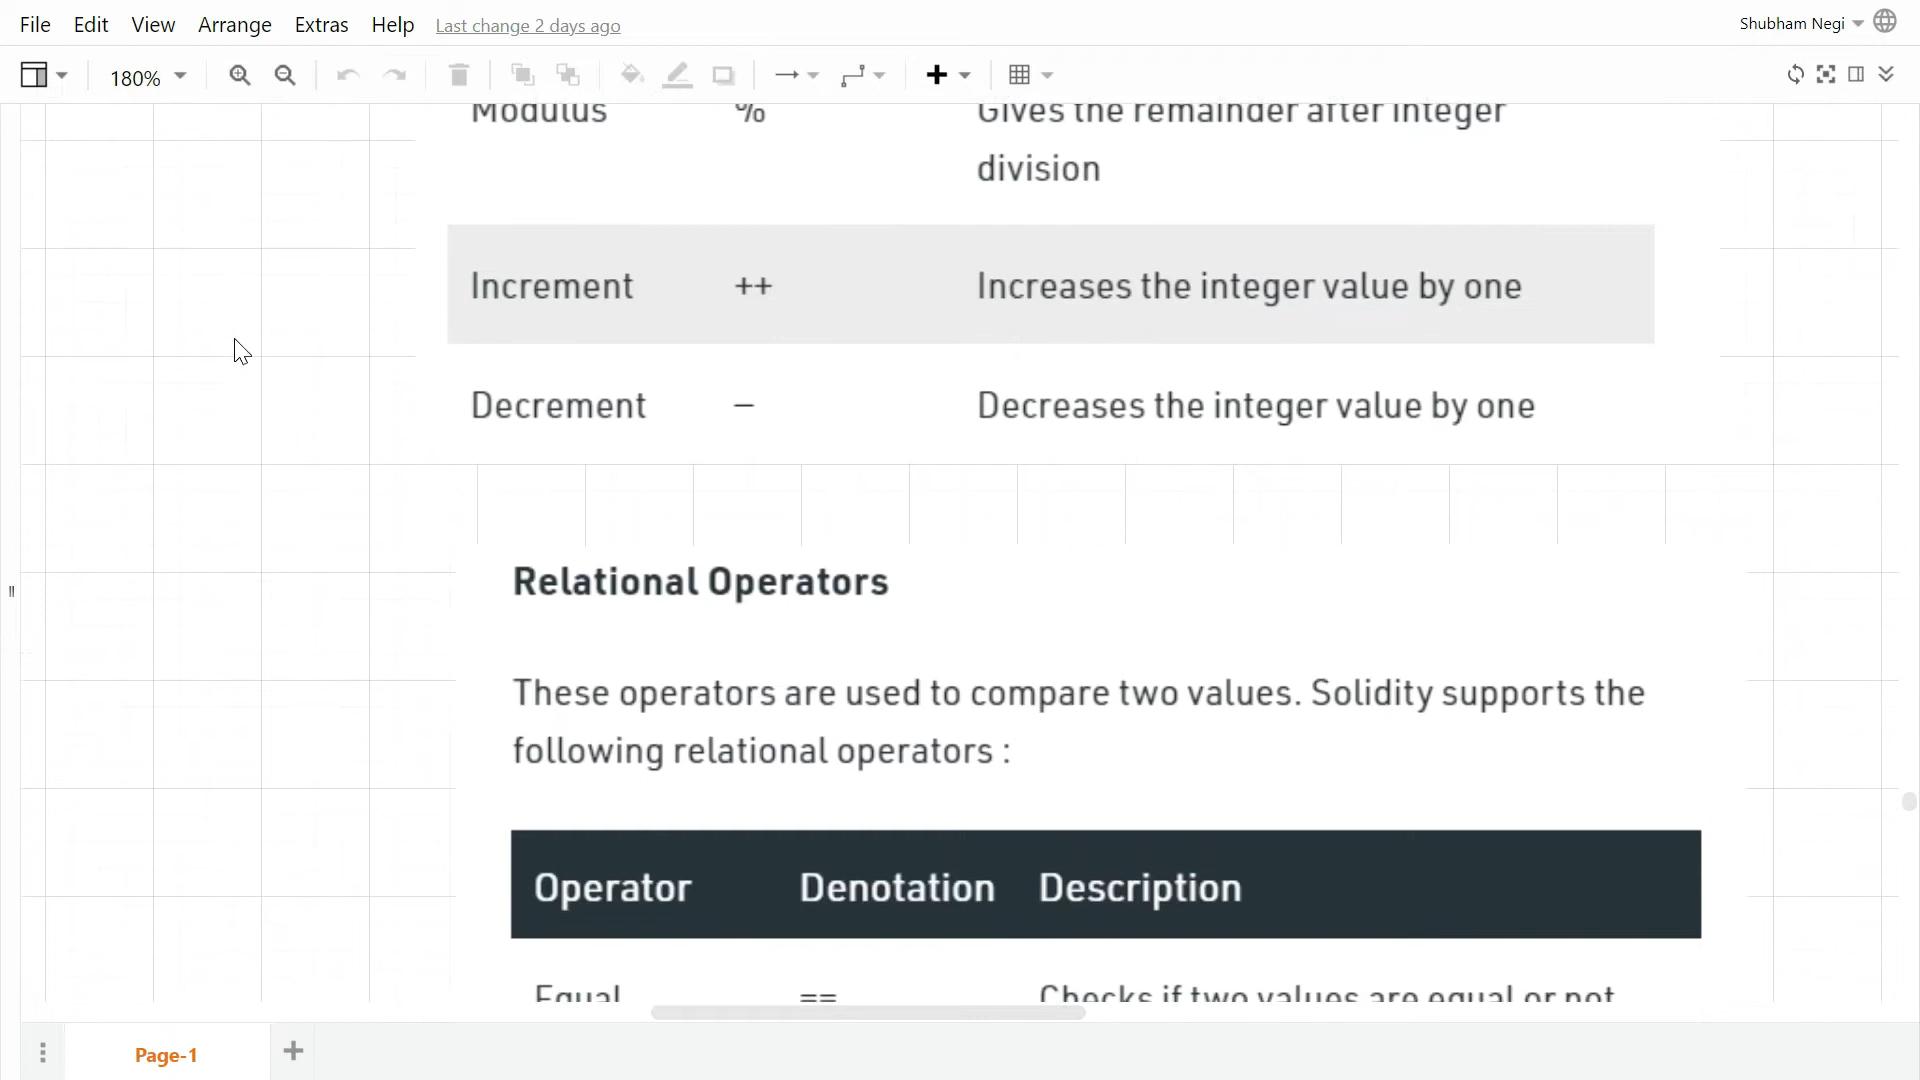 File Edit View Arrange Extras Help Last change 2 days ago Shubham Negi
180%
Modulus % Gives the remainder after integer
division
Increment ++ Increases the integer value by one
Decrement – Decreases the integer value by one
Relational Operators
These operators are used to compare two values. Solidity supports the
following relational operators :
Operator Denotation Description
Equal == Checks if two values are equal or not
Page-1